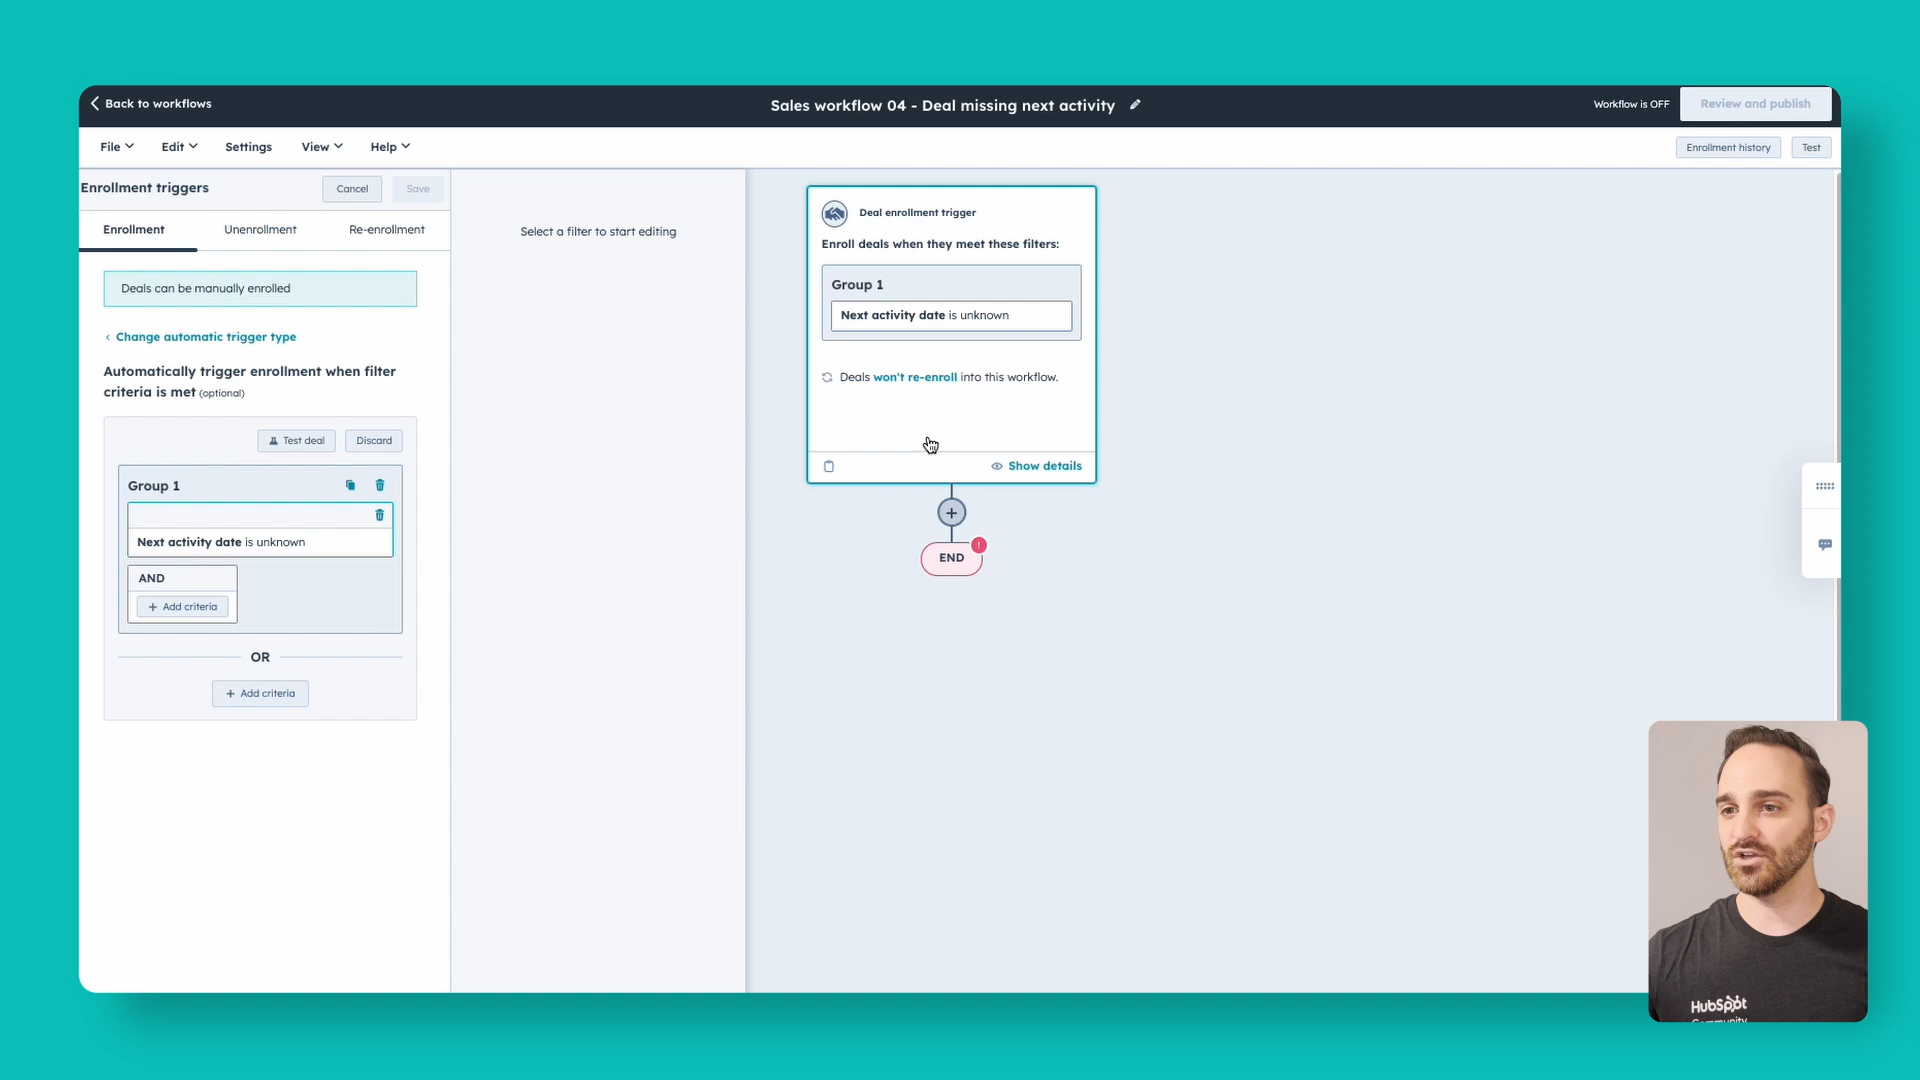 Back to workflows
Sales workflow 04 - Deal missing next activity
Workflow is OFF
Review and publish
File
Edit
Settings
View
Help
Enrollment history
Test
Enrollment triggers
Cancel
Save
Enrollment
Unenrollment
Re-enrollment
Deals can be manually enrolled
Change automatic trigger type
Automatically trigger enrollment when filter
criteria is met (optional)
Test deal
Discard
Group 1
Next activity date is unknown
AND
+ Add criteria
OR
+ Add criteria
Select a filter to start editing
Deal enrollment trigger
Enroll deals when they meet these filters:
Group 1
Next activity date is unknown
Deals won't re-enroll into this workflow.
Show details
+
END
!
HubSpot
Community